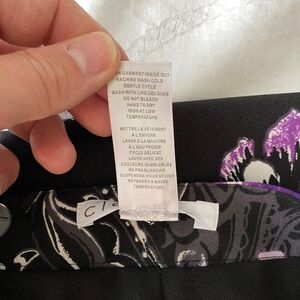 GARMENT INSIDE OUT
MACHINE WASH COLD
GENTLE CYCLE
WASH WITH LIKE COLOURS
DO NOT BLEACH
HANG TO DRY
IRON AT LOW
TEMPERATURE
METTRE LE VÊTEMENT
À L'ENVERS
LAVER À LA MACHINE
À L'EAU FROIDE
CYCLE DÉLICAT
LAVER AVEC DES
COULEURS SEMBLABLES
NE PAS BLANCHIR
SUSPENDRE POUR SÉCHER
REPASSER À BASSE
TEMPÉRATURE